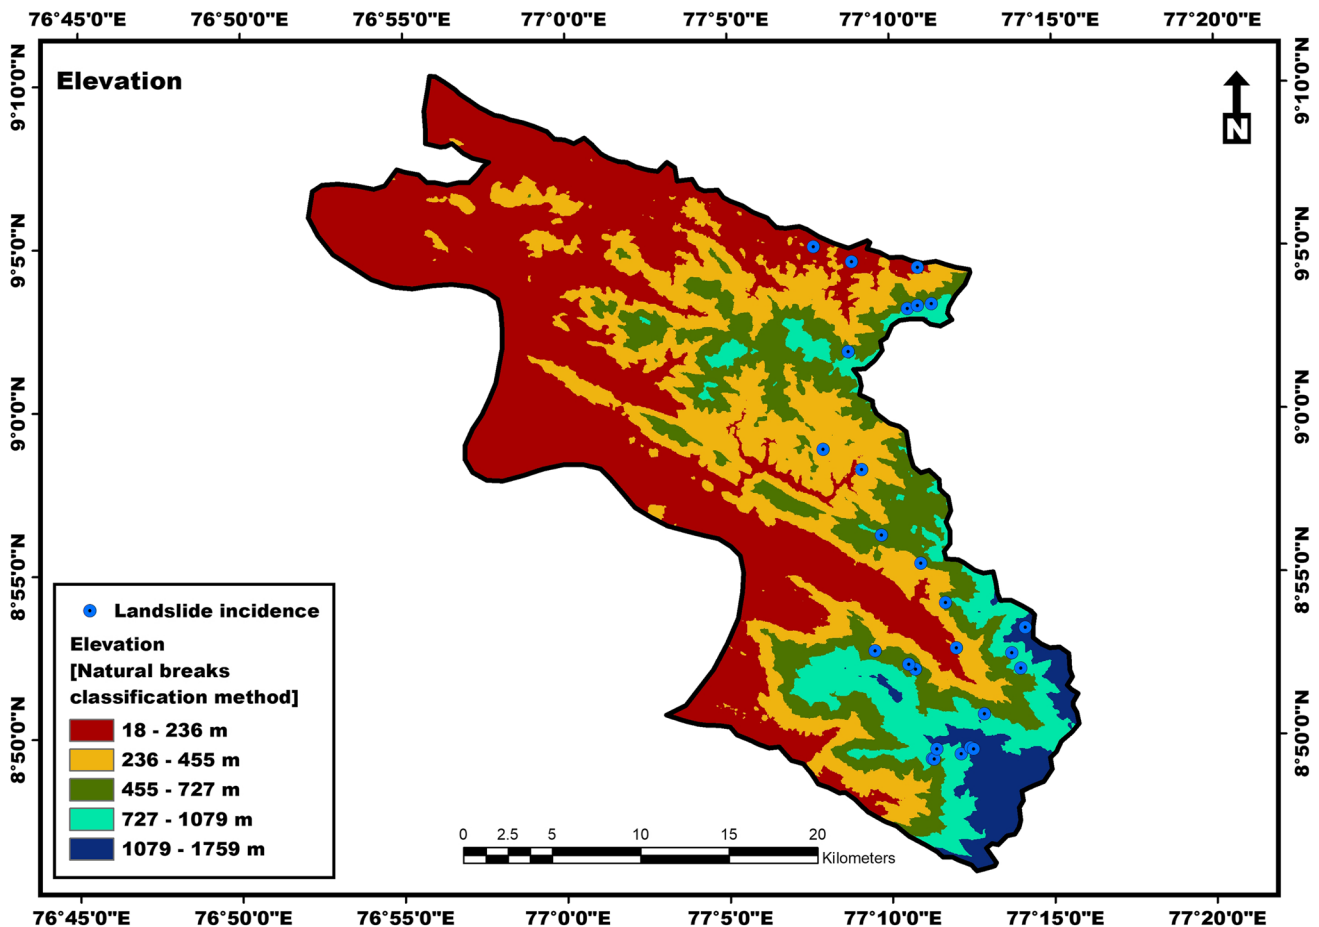 76°45'0"E 76°50'0"E 76°55'0"E 77°0'0"E 77°5'0"E 77°10'0"E 77°15'0"E 77°20'0"E
Elevation
N
9°10'0"N
9°5'0"N
9°0'0"N
8°55'0"N
8°50'0"N
9°10'0"N
9°5'0"N
9°0'0"N
8°55'0"N
8°50'0"N
Landslide incidence
Elevation
[Natural breaks
classification method]
18 - 236 m
236 - 455 m
455 - 727 m
727 - 1079 m
1079 - 1759 m
0 2.5 5 10 15 20
Kilometers
76°45'0"E 76°50'0"E 76°55'0"E 77°0'0"E 77°5'0"E 77°10'0"E 77°15'0"E 77°20'0"E